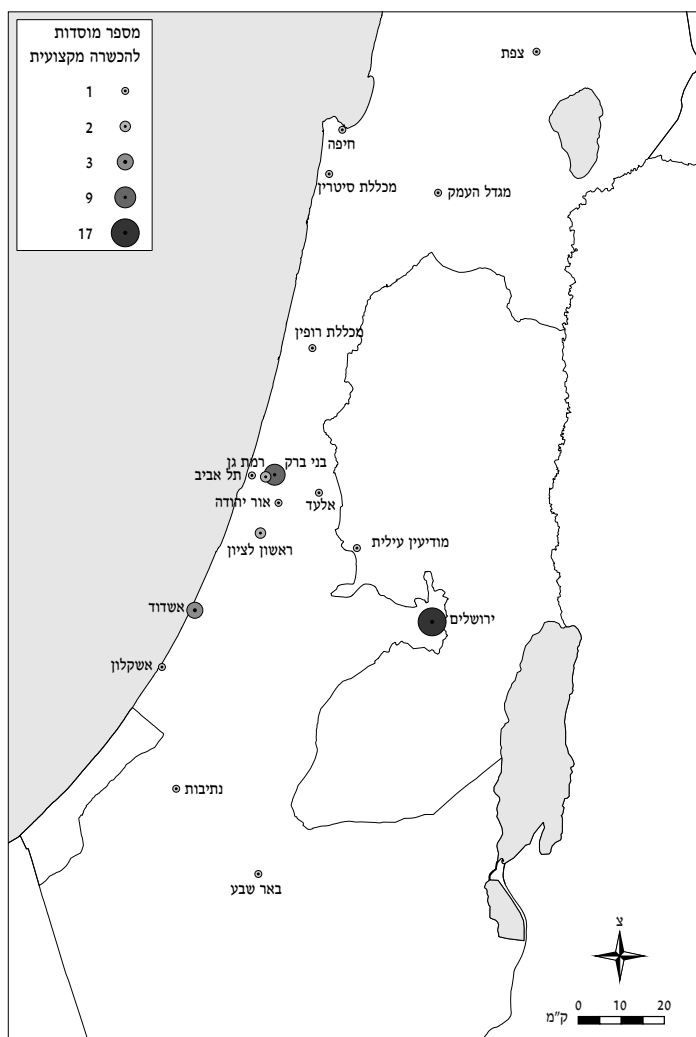 מספר מוסדות
להכשרה מקצועית
1
2
3
9
17
צפת
חיפה
מכללת סיטרין
מגדל העמק
מכללת רופין
בני ברק
רמת גן
תל אביב
אור יהודה
אלעד
ראשון לציון
מודיעין עילית
אשדוד
ירושלים
אשקלון
נתיבות
באר שבע
צ
0 10 20
ק"מ